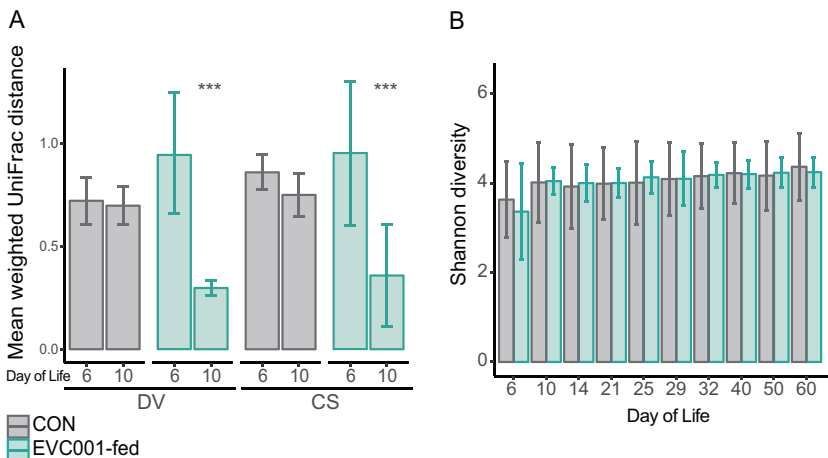 A
Mean weighted UniFrac distance
1.0
0.5
0.0
*** ***
Day of Life 6 10 6 10 6 10 6 10
DV CS
CON
EVC001-fed
B
Shannon diversity
6
4
2
0
6 10 14 21 25 29 32 40 50 60
Day of Life